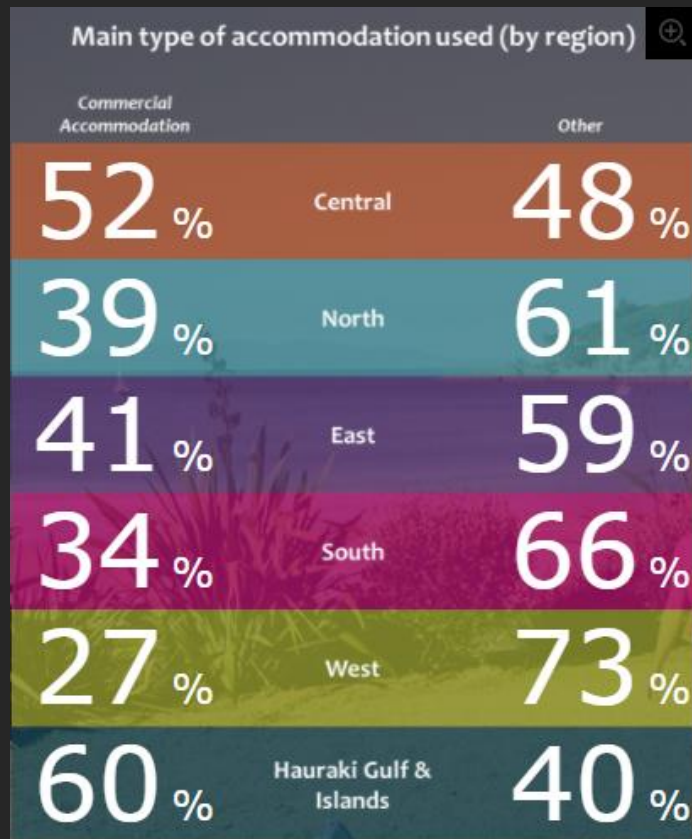 Main type of accommodation used (by region)
Commercial
Accommodation
Other
52 % Central 48 %
39 % North 61 %
41 % East 59 %
34 % South 66 %
27 % West 73 %
60 % Hauraki Gulf &
Islands 40 %